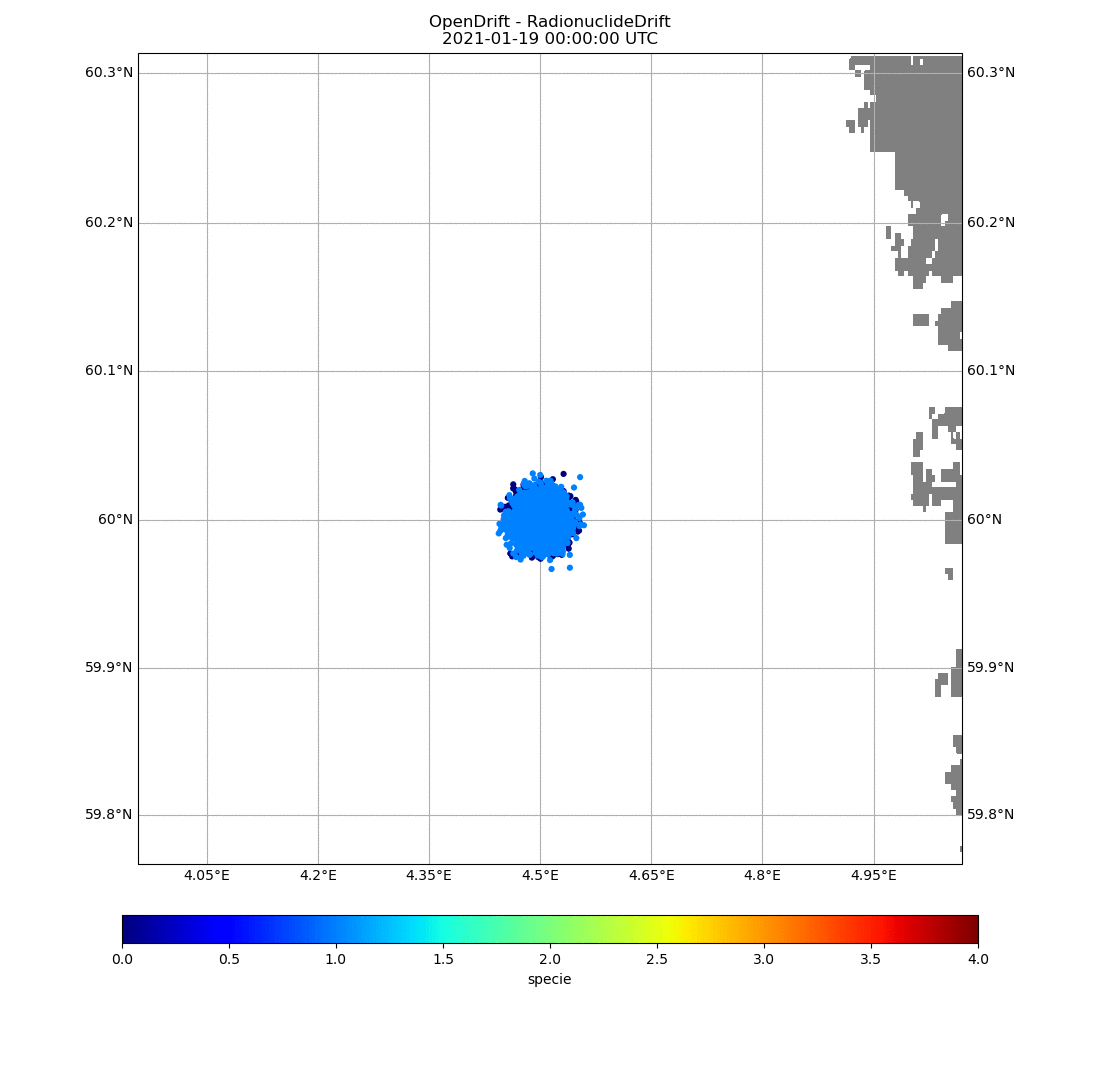 OpenDrift - RadionuclideDrift
2021-01-19 00:00:00 UTC
60.3°N 60.3°N
60.2°N 60.2°N
60.1°N 60.1°N
60°N 60°N
59.9°N 59.9°N
59.8°N 59.8°N
4.05°E 4.2°E 4.35°E 4.5°E 4.65°E 4.8°E 4.95°E
0.0 0.5 1.0 1.5 2.0 2.5 3.0 3.5 4.0
specie